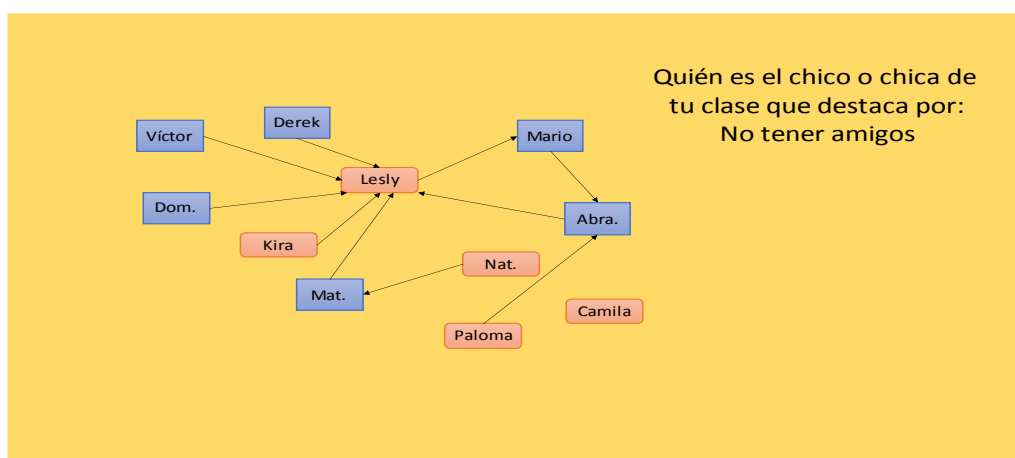 Quién es el chico o chica de
tu clase que destaca por:
No tener amigos
Derek
Víctor
Mario
Lesly
Dom.
Abra.
Kira
Nat.
Mat.
Camila
Paloma